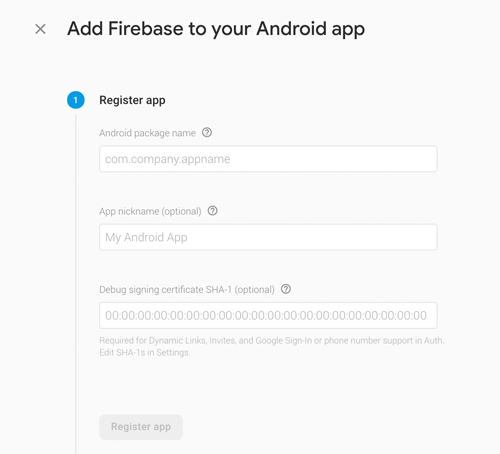 Add Firebase to your Android app
1 Register app
Android package name ?
com.company.appname
App nickname (optional) ?
My Android App
Debug signing certificate SHA-1 (optional) ?
00:00:00:00:00:00:00:00:00:00:00:00:00:00:00:00:00:00:00:00
Required for Dynamic Links, Invites, and Google Sign-In or phone number support in Auth.
Edit SHA-1s in Settings.
Register app